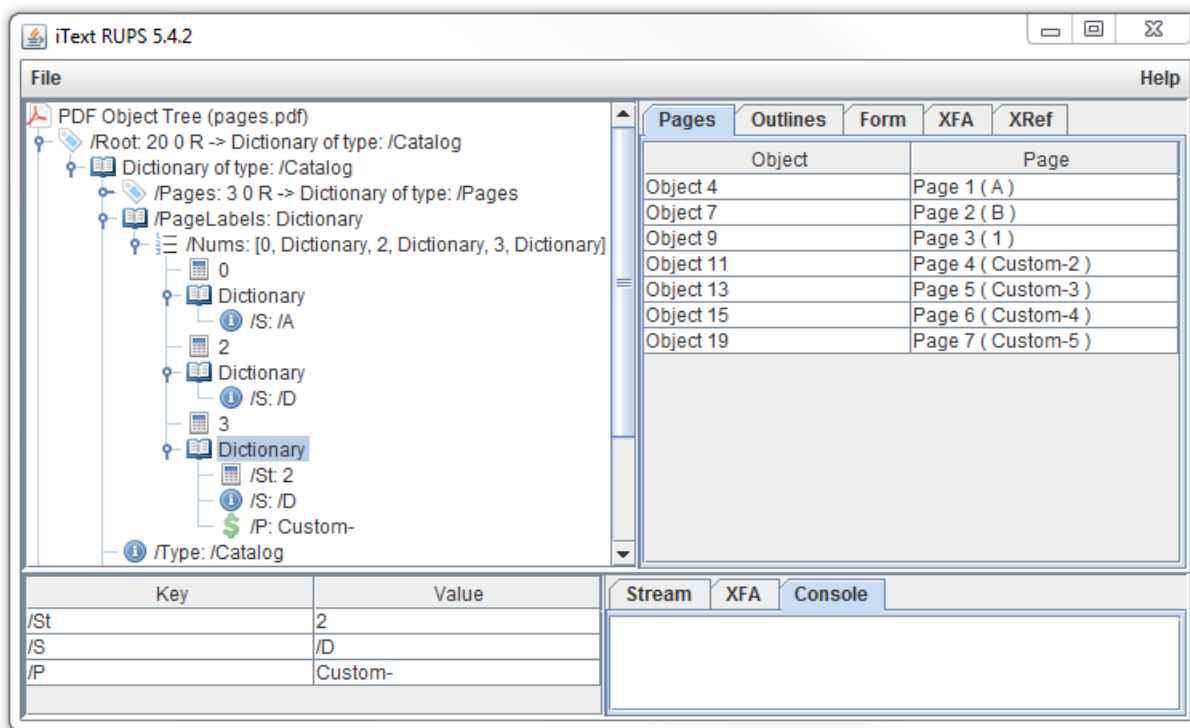 iText RUPS 5.4.2
File Help
PDF Object Tree (pages.pdf)
/Root: 20 0 R -> Dictionary of type: /Catalog
Dictionary of type: /Catalog
/Pages: 3 0 R -> Dictionary of type: /Pages
/PageLabels: Dictionary
/Nums: [0, Dictionary, 2, Dictionary, 3, Dictionary]
0
Dictionary
/S: /A
2
Dictionary
/S: /D
3
Dictionary
/St: 2
/S: /D
/P: Custom-
/Type: /Catalog
Pages Outlines Form XFA XRef
Object Page
Object 4 Page 1 ( A )
Object 7 Page 2 ( B )
Object 9 Page 3 ( 1 )
Object 11 Page 4 ( Custom-2 )
Object 13 Page 5 ( Custom-3 )
Object 15 Page 6 ( Custom-4 )
Object 19 Page 7 ( Custom-5 )
Key Value
/St 2
/S /D
/P Custom-
Stream XFA Console